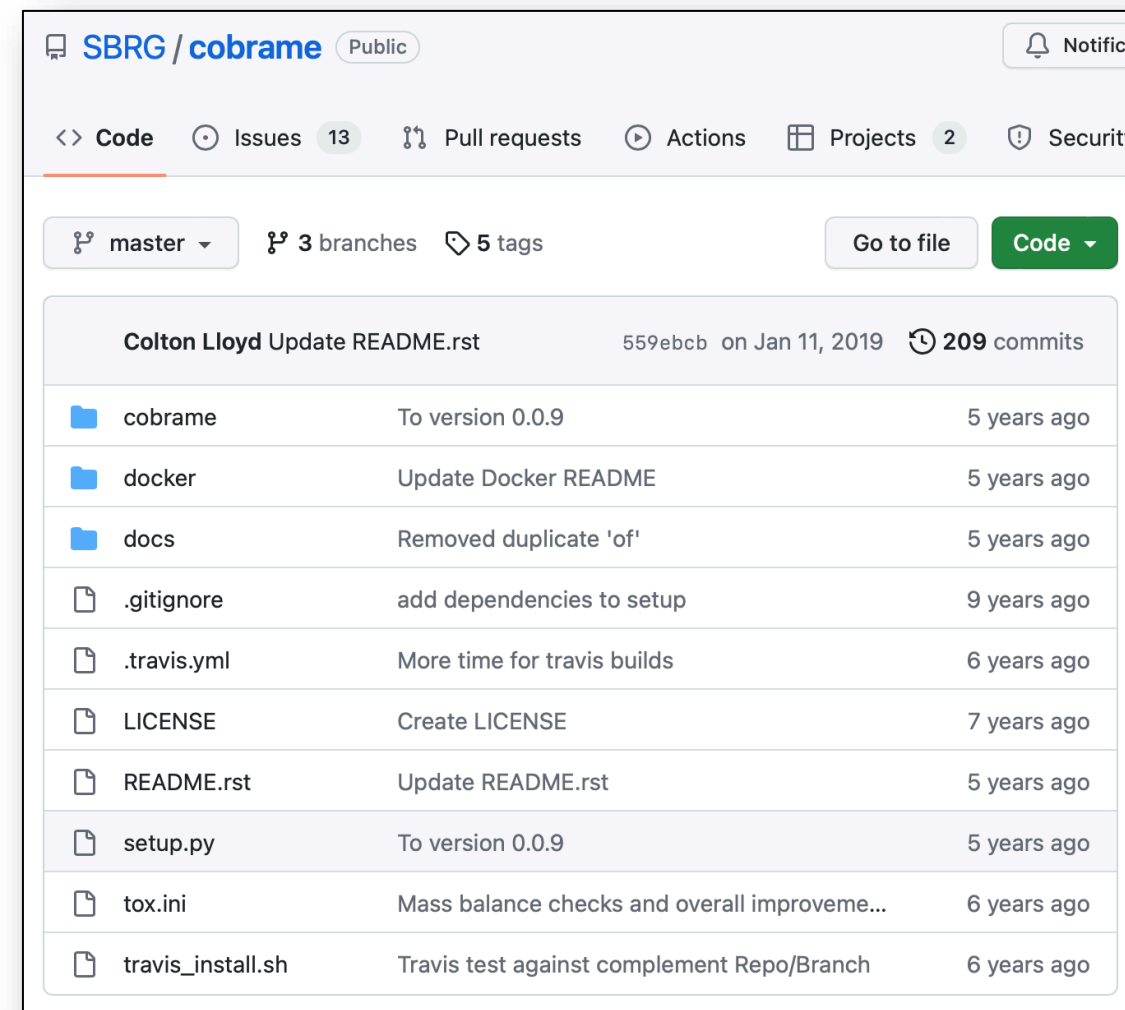 SBRG / cobrame Public Notific
Code Issues 13 Pull requests Actions Projects 2 Securit
master 3 branches 5 tags Go to file Code
Colton Lloyd Update README.rst 559ebcb on Jan 11, 2019 209 commits
cobrame To version 0.0.9 5 years ago
docker Update Docker README 5 years ago
docs Removed duplicate 'of' 5 years ago
.gitignore add dependencies to setup 9 years ago
.travis.yml More time for travis builds 6 years ago
LICENSE Create LICENSE 7 years ago
README.rst Update README.rst 5 years ago
setup.py To version 0.0.9 5 years ago
tox.ini Mass balance checks and overall improveme... 6 years ago
travis_install.sh Travis test against complement Repo/Branch 6 years ago